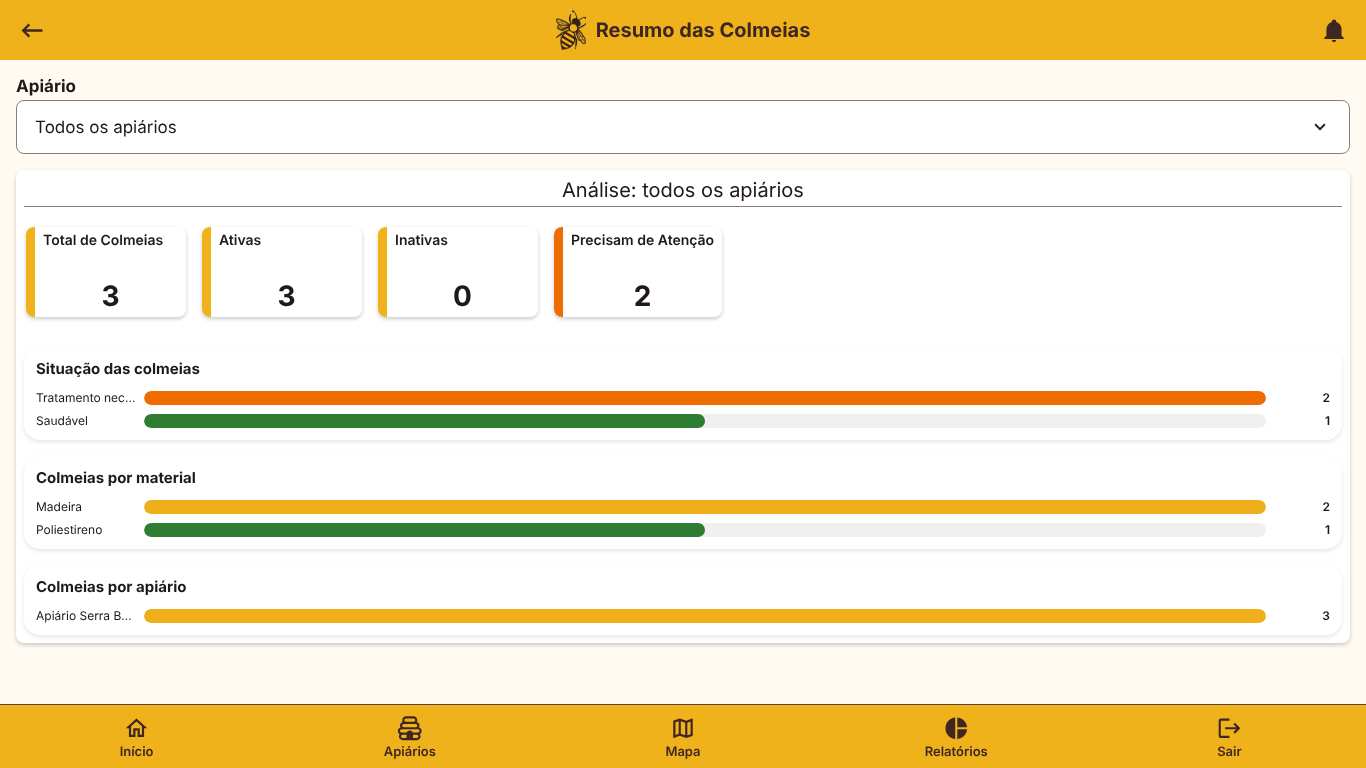 Resumo das Colmeias
Apiário
Todos os apiários
Análise: todos os apiários
Total de Colmeias
3
Ativas
3
Inativas
0
Precisam de Atenção
2
Situação das colmeias
Tratamento nec... 2
Saudável 1
Colmeias por material
Madeira 2
Poliestireno 1
Colmeias por apiário
Apiário Serra B... 3
Início
Apiários
Mapa
Relatórios
Sair